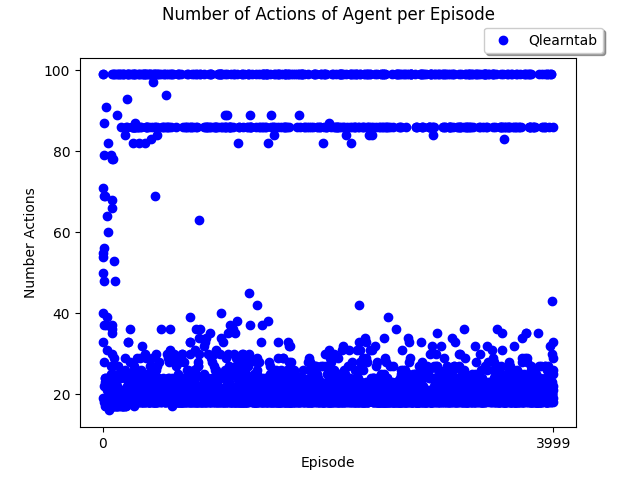 Number of Actions of Agent per Episode
Qlearntab
100
80
60
40
20
Number Actions
0
3999
Episode